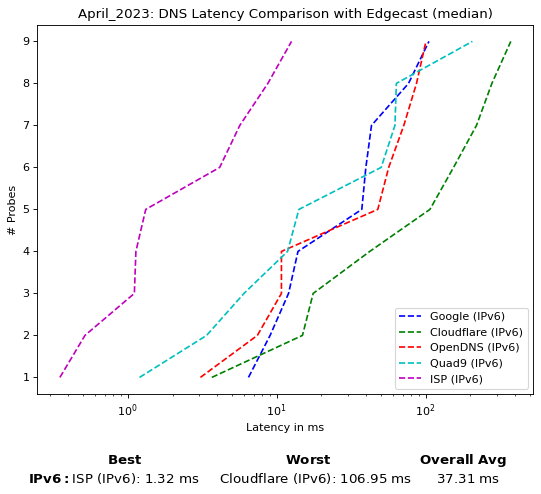 April_2023: DNS Latency Comparison with Edgecast (median)
# Probes
9
8
7
6
5
4
3
2
1
Google (IPv6)
Cloudflare (IPv6)
OpenDNS (IPv6)
Quad9 (IPv6)
ISP (IPv6)
10⁰ 10¹ 10²
Latency in ms
Best Worst Overall Avg
IPv6: ISP (IPv6): 1.32 ms Cloudflare (IPv6): 106.95 ms 37.31 ms